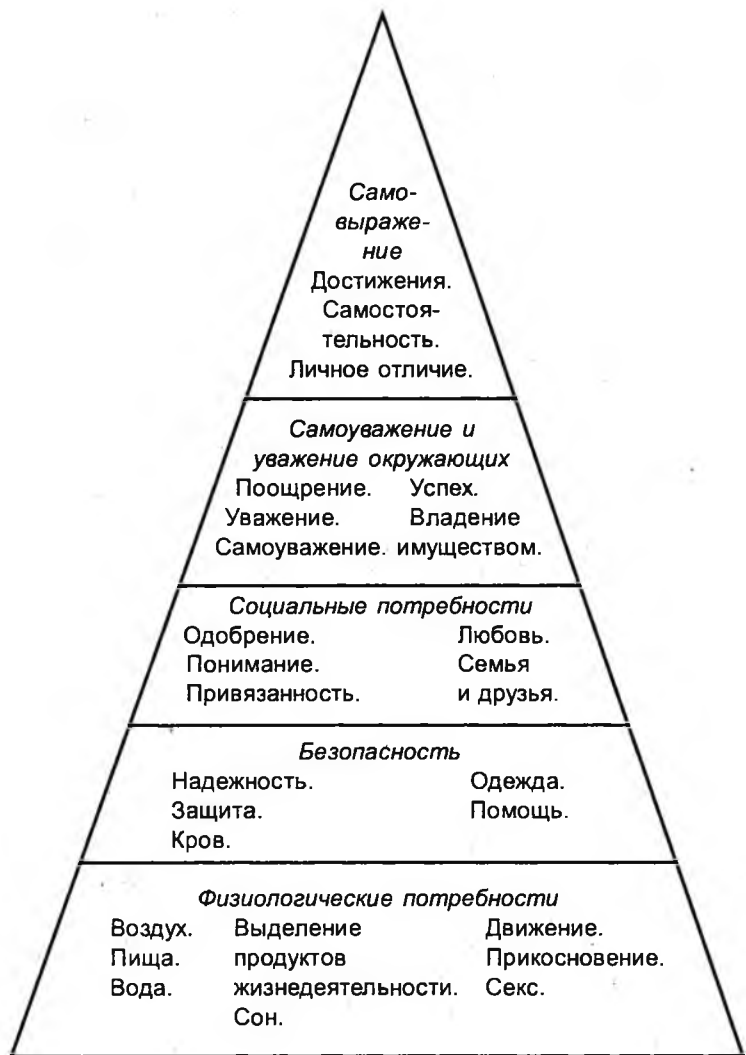 Само-
выраже-
ние
Достижения.
Самостоя-
тельность.
Личное отличие.
Самоуважение и
уважение окружающих
Поощрение. Успех.
Уважение. Владение
Самоуважение. имуществом.
Социальные потребности
Одобрение. Любовь.
Понимание. Семья
Привязанность. и друзья.
Безопасность
Надежность. Одежда.
Защита. Помощь.
Кров.
Физиологические потребности
Воздух. Выделение Движение.
Пища. продуктов Прикосновение.
Вода. жизнедеятельности. Секс.
Сон.